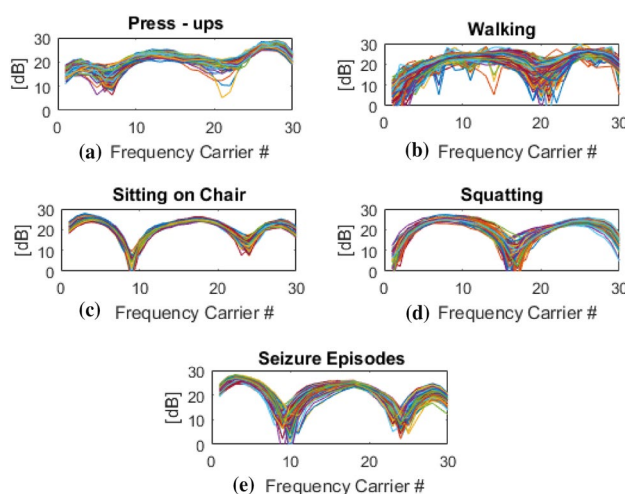 Press - ups
Walking
30
20
10
0
[dB]
0
10
20
30
(a) Frequency Carrier #
30
20
10
0
[dB]
0
10
20
30
(b) Frequency Carrier #
Sitting on Chair
Squatting
30
20
10
0
[dB]
0
10
20
30
(c) Frequency Carrier #
30
20
10
0
[dB]
0
10
20
30
(d) Frequency Carrier #
Seizure Episodes
30
20
10
0
[dB]
0
10
20
30
(e) Frequency Carrier #